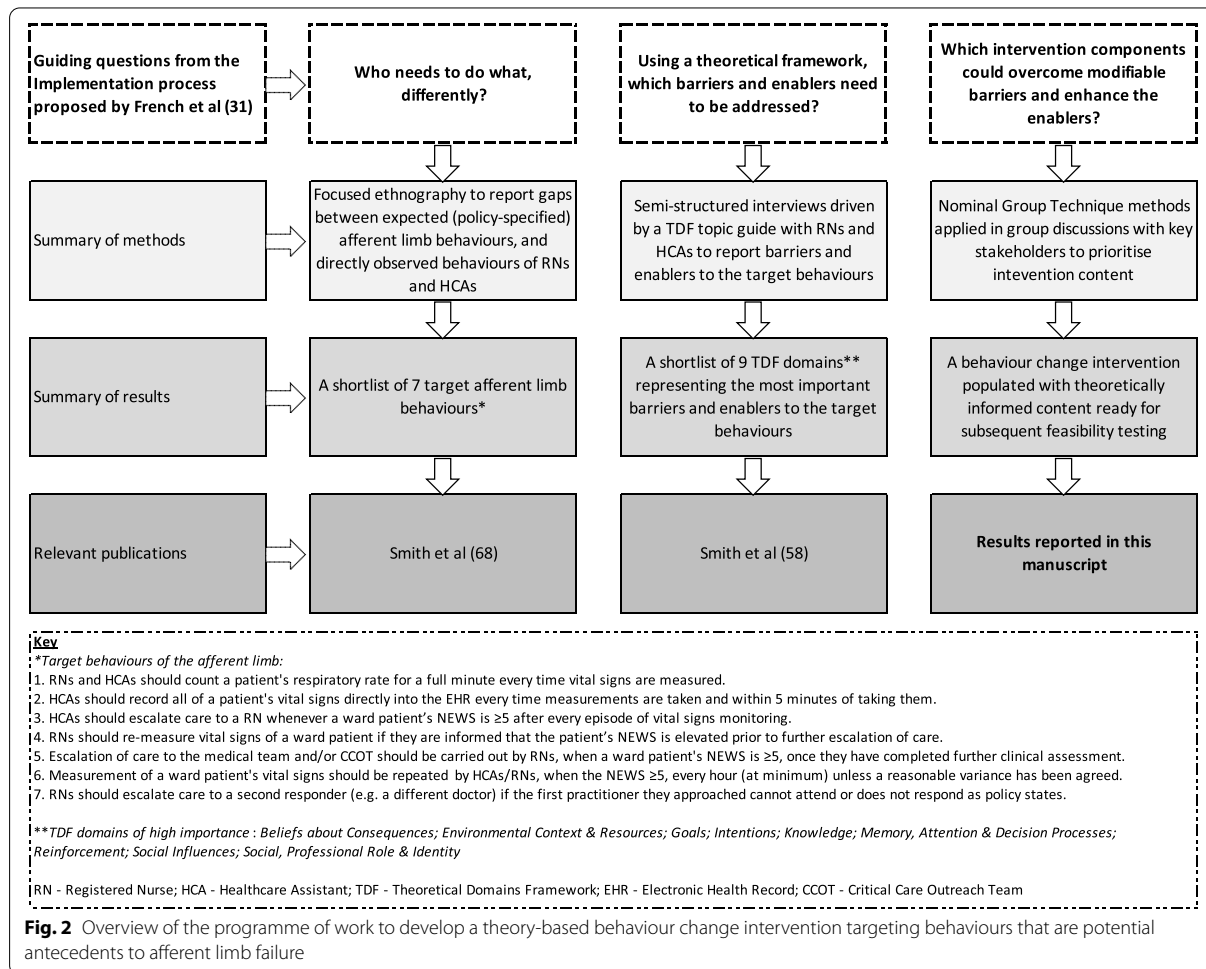 Guiding questions from the
Implementation process
proposed by French et al (31)
Who needs to do what,
differently?
Using a theoretical framework,
which barriers and enablers need
to be addressed?
Which intervention components
could overcome modifiable
barriers and enhance the
enablers?
Summary of methods
Focused ethnography to report gaps
between expected (policy-specified)
afferent limb behaviours, and
directly observed behaviours of RNs
and HCAs
Semi-structured interviews driven
by a TDF topic guide with RNs and
HCAs to report barriers and
enablers to the target behaviours
Nominal Group Technique methods
applied in group discussions with key
stakeholders to prioritise
intevention content
Summary of results
A shortlist of 7 target afferent limb
behaviours*
A shortlist of 9 TDF domains**
representing the most important
barriers and enablers to the target
behaviours
A behaviour change intervention
populated with theoretically
informed content ready for
subsequent feasibility testing
Relevant publications
Smith et al (68)
Smith et al (58)
Results reported in this
manuscript
Key
*Target behaviours of the afferent limb:
1. RNs and HCAs should count a patient's respiratory rate for a full minute every time vital signs are measured.
2. HCAs should record all of a patient's vital signs directly into the EHR every time measurements are taken and within 5 minutes of taking them.
3. HCAs should escalate care to a RN whenever a ward patient's NEWS is ≥5 after every episode of vital signs monitoring.
4. RNs should re-measure vital signs of a ward patient if they are informed that the patient's NEWS is elevated prior to further escalation of care.
5. Escalation of care to the medical team and/or CCOT should be carried out by RNs, when a ward patient's NEWS is ≥5, once they have completed further clinical assessment.
6. Measurement of a ward patient's vital signs should be repeated by HCAs/RNs, when the NEWS ≥5, every hour (at minimum) unless a reasonable variance has been agreed.
7. RNs should escalate care to a second responder (e.g. a different doctor) if the first practitioner they approached cannot attend or does not respond as policy states.
**TDF domains of high importance : Beliefs about Consequences; Environmental Context & Resources; Goals; Intentions; Knowledge; Memory, Attention & Decision Processes;
Reinforcement; Social Influences; Social, Professional Role & Identity
RN - Registered Nurse; HCA - Healthcare Assistant; TDF - Theoretical Domains Framework; EHR - Electronic Health Record; CCOT - Critical Care Outreach Team
Fig. 2 Overview of the programme of work to develop a theory-based behaviour change intervention targeting behaviours that are potential
antecedents to afferent limb failure